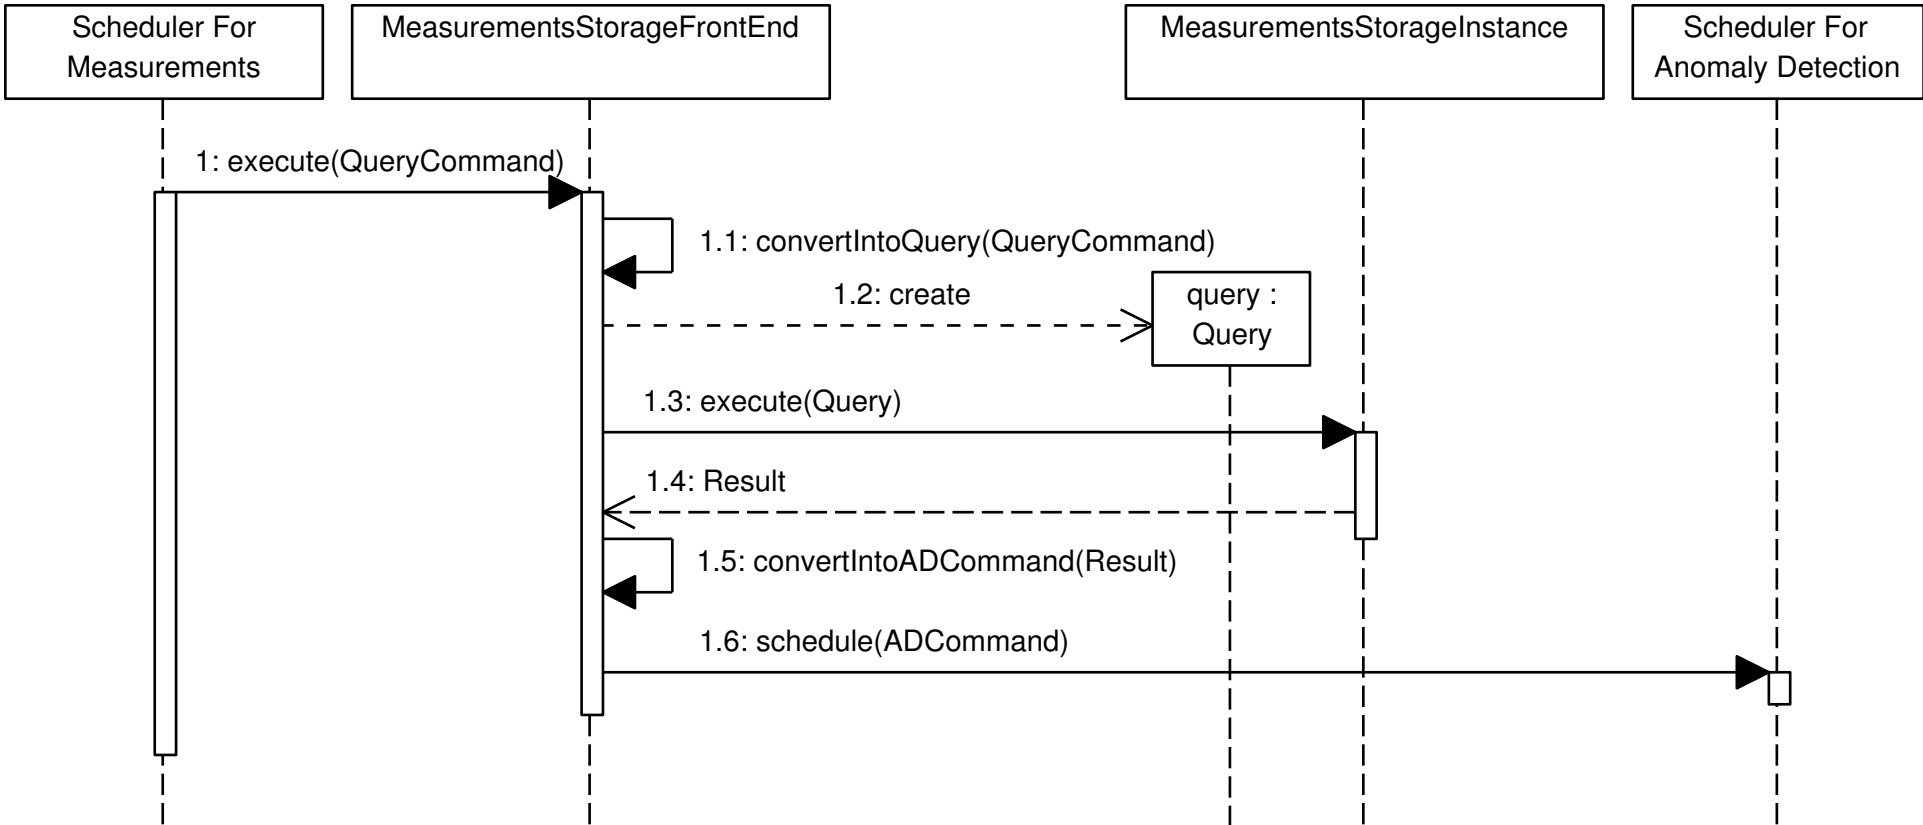 Scheduler For
Measurements
MeasurementsStorageFrontEnd
MeasurementsStorageInstance
Scheduler For
Anomaly Detection
1: execute(QueryCommand)
1.1: convertIntoQuery(QueryCommand)
1.2: create
query :
Query
1.3: execute(Query)
1.4: Result
1.5: convertIntoADCommand(Result)
1.6: schedule(ADCommand)